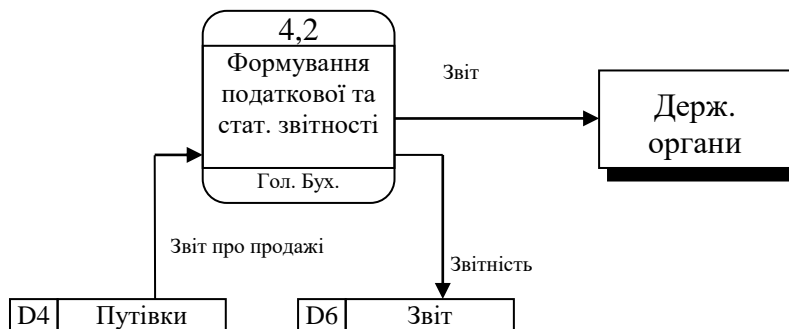 4,2
Формування
податкової та
стат. звітності
Гол. Бух.
Звіт
Держ.
органи
Звіт про продажі
Звітність
D4 Путівки
D6 Звіт